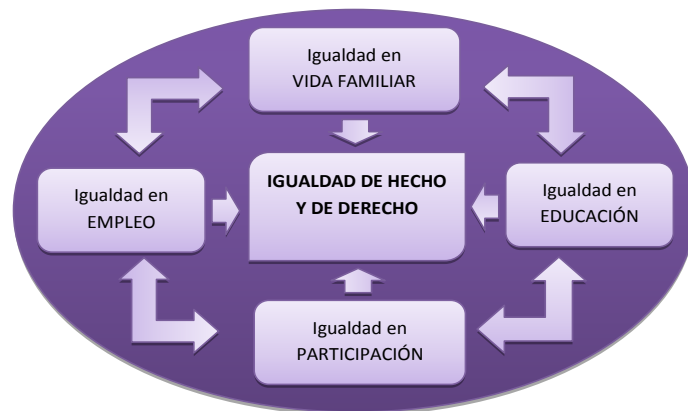 Igualdad en
VIDA FAMILIAR
IGUALDAD DE HECHO
Y DE DERECHO
Igualdad en
EMPLEO
Igualdad en
EDUCACIÓN
Igualdad en
PARTICIPACIÓN